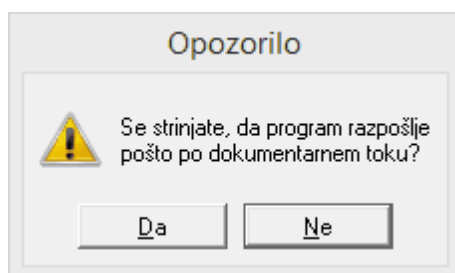 Opozorilo
Se strinjate, da program razpošlje
pošto po dokumentarnem toku?
Da
Ne